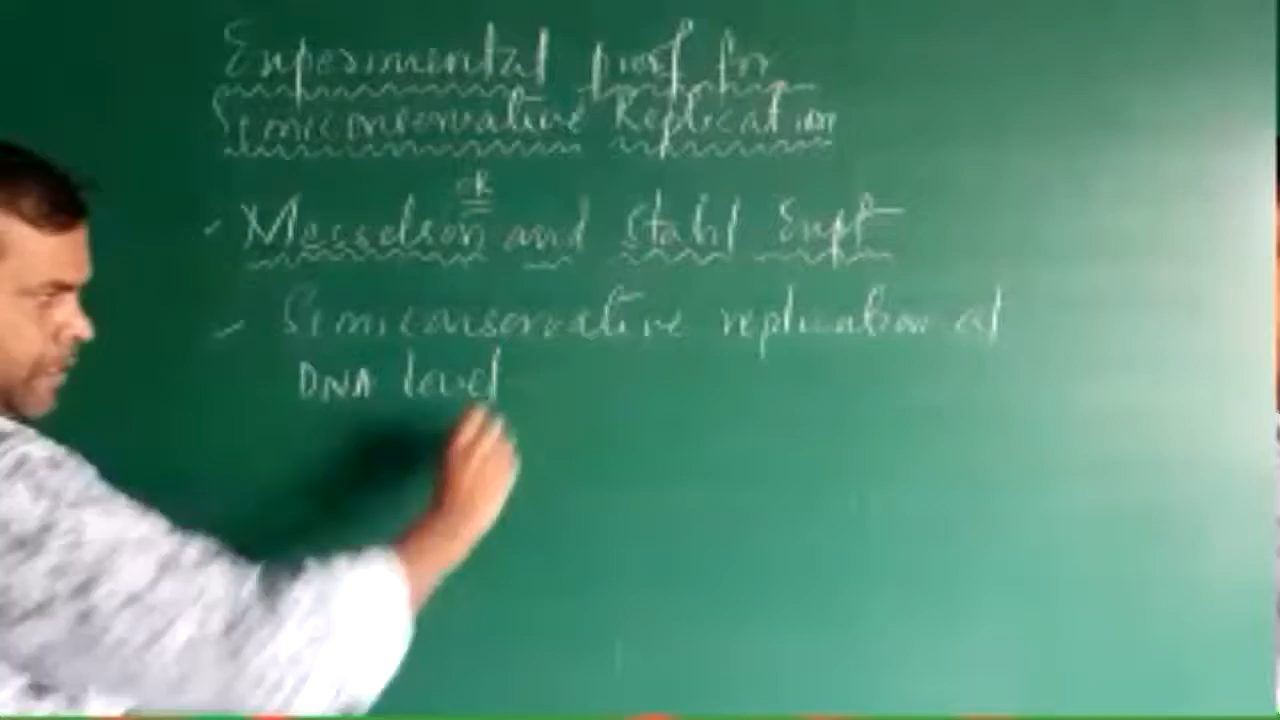 Experimental proof for
Semiconservative Replication
OR
Messelson and Stahl Expt
Semiconservative replication at
DNA level